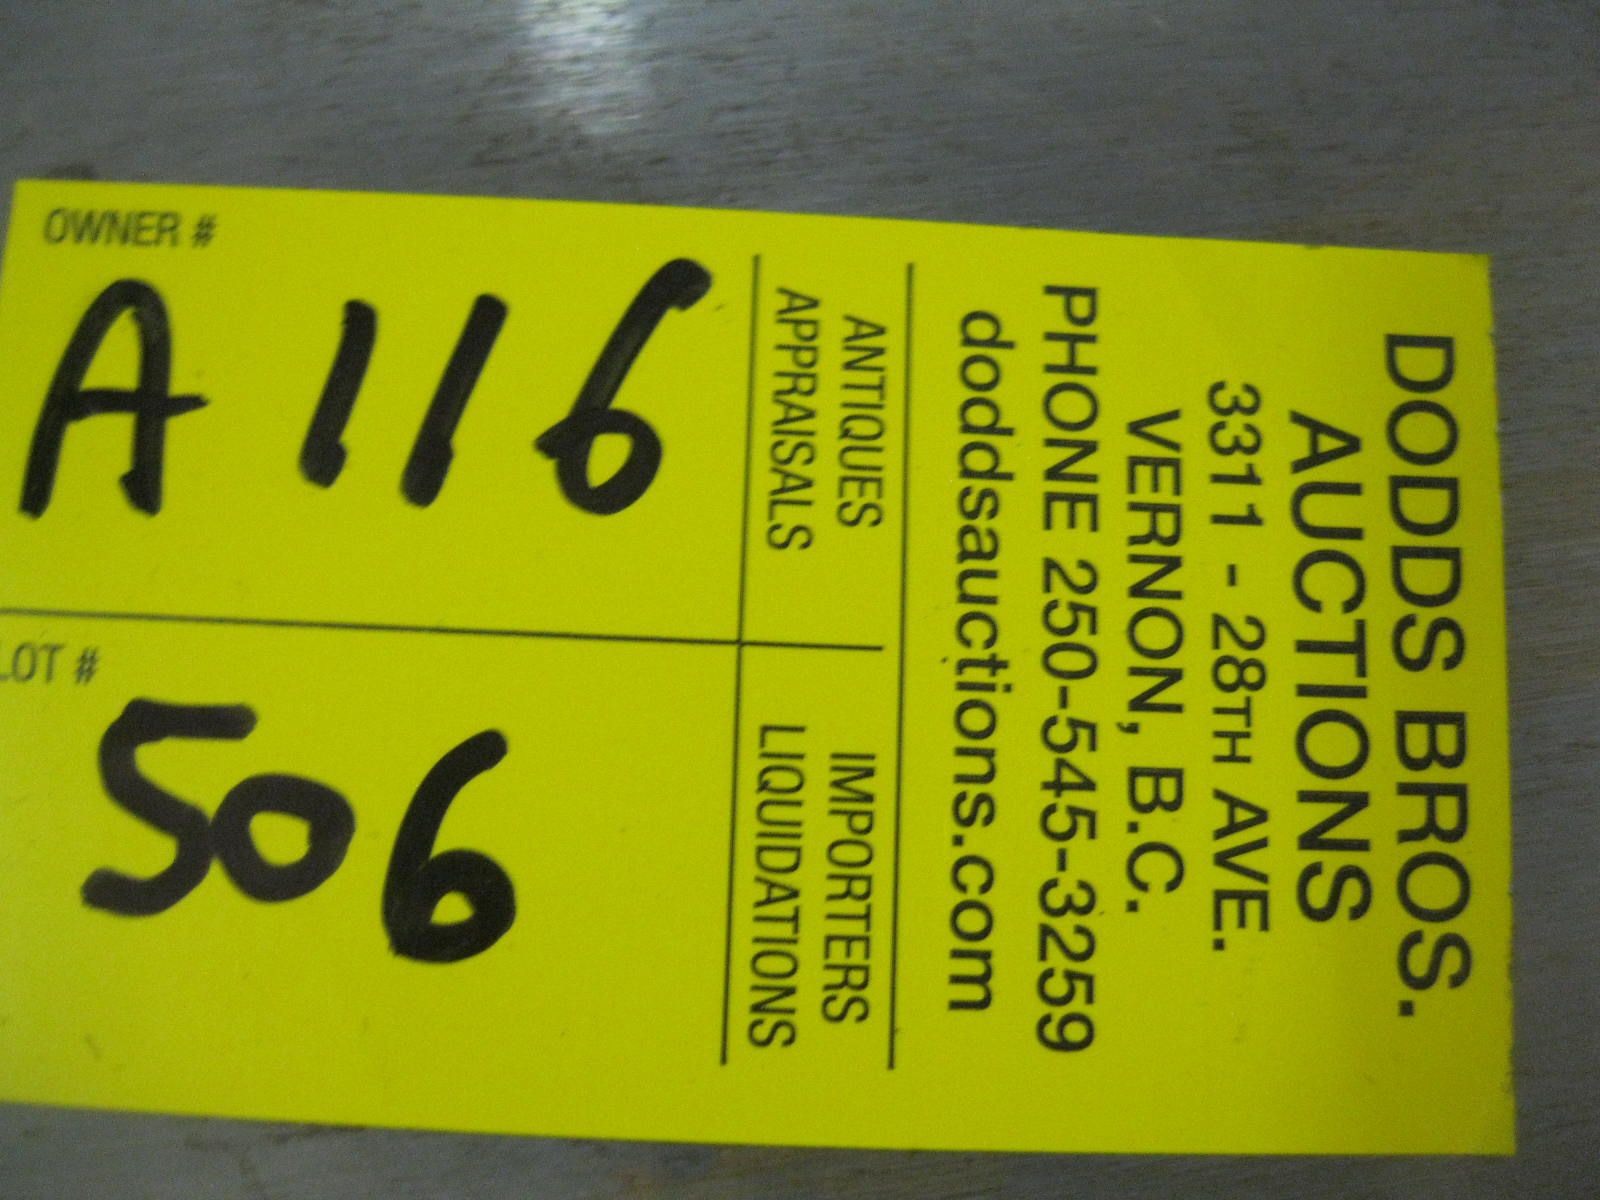 DODDS BROS.
AUCTIONS
3311 - 28TH AVE.
VERNON, B.C.
PHONE 250-545-3259
doddsauctions.com
ANTIQUES
APPRAISALS
IMPORTERS
LIQUIDATIONS
OWNER #
A 116
LOT #
506